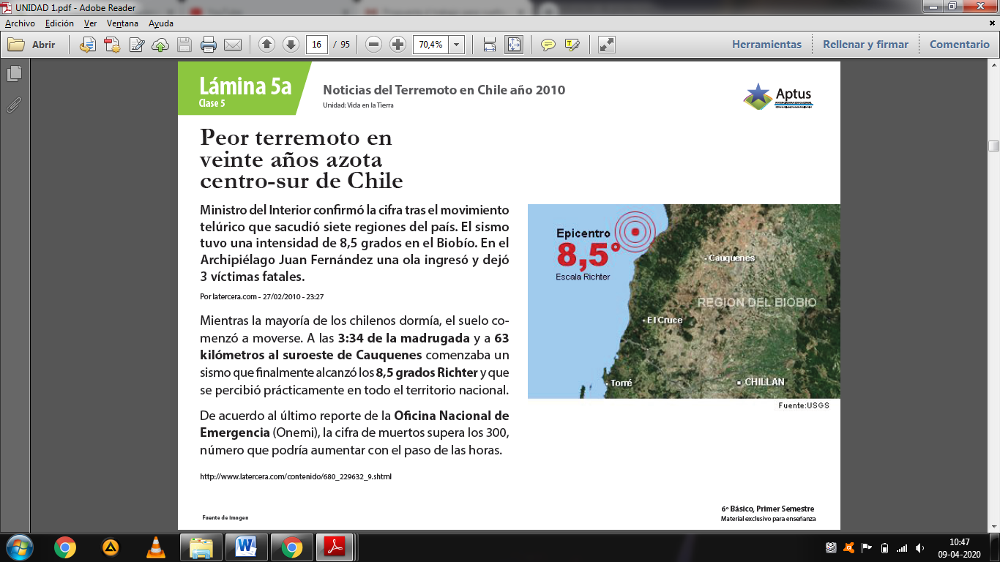 UNIDAD 1.pdf - Adobe Reader
Archivo Edición Ver Ventana Ayuda
Abrir
16 / 95
70,4%
Herramientas
Rellenar y firmar
Comentario
Lámina 5a
Clase 5
Noticias del Terremoto en Chile año 2010
Unidad: Vida en la Tierra
Aptus
Peor terremoto en
veinte años azota
centro-sur de Chile
Ministro del Interior confirmó la cifra tras el movimiento
telúrico que sacudió siete regiones del país. El sismo
tuvo una intensidad de 8,5 grados en el Biobío. En el
Archipiélago Juan Fernández una ola ingresó y dejó
3 víctimas fatales.
Por latercera.com - 27/02/2010 - 23:27
Mientras la mayoría de los chilenos dormía, el suelo co-
menzó a moverse. A las 3:34 de la madrugada y a 63
kilómetros al suroeste de Cauquenes comenzaba un
sismo que finalmente alcanzó los 8,5 grados Richter y que
se percibió prácticamente en todo el territorio nacional.
De acuerdo al último reporte de la Oficina Nacional de
Emergencia (Onemi), la cifra de muertos supera los 300,
número que podría aumentar con el paso de las horas.
http://www.latercera.com/contenido/680_229632_9.shtml
Epicentro
8,5°
Escala Richter
Cauquenes
REGION DEL BIOBIO
El Cruce
Tomé
CHILLAN
Fuente:USGS
Fuente de imagen
6º Básico, Primer Semestre
Material exclusivo para enseñanza
10:47
09-04-2020